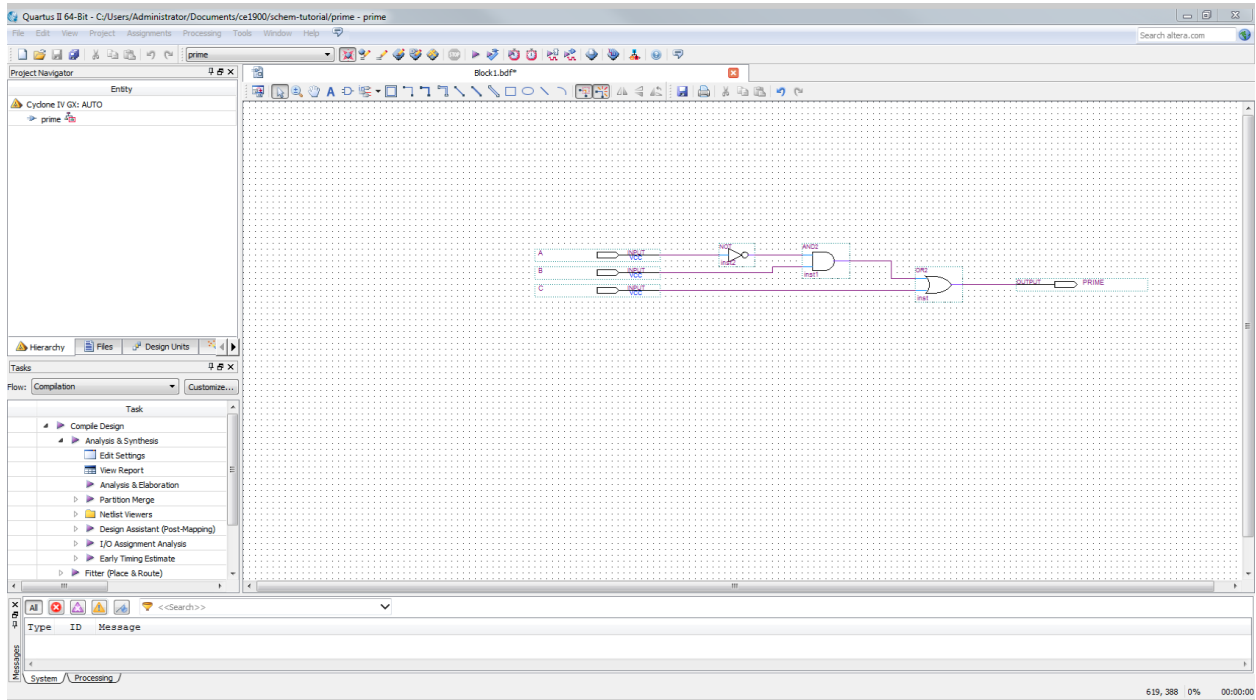 Quartus II 64-Bit - C:/Users/Administrator/Documents/ce1900/schem-tutorial/prime - prime
File Edit View Project Assignments Processing Tools Window Help
Search altera.com
prime
Project Navigator
Block1.bdf*
Entity
Cyclone IV GX: AUTO
prime
A INPUT VCC
B INPUT VCC
C INPUT VCC
NOT
inst2
AND2
inst1
OR2
inst
OUTPUT PRIME
Hierarchy Files Design Units
Tasks
Flow: Compilation Customize...
Task
Compile Design
Analysis & Synthesis
Edit Settings
View Report
Analysis & Elaboration
Partition Merge
Netlist Viewers
Design Assistant (Post-Mapping)
I/O Assignment Analysis
Early Timing Estimate
Fitter (Place & Route)
All <<Search>>
Type ID Message
Messages
System Processing
619, 388 0% 00:00:00